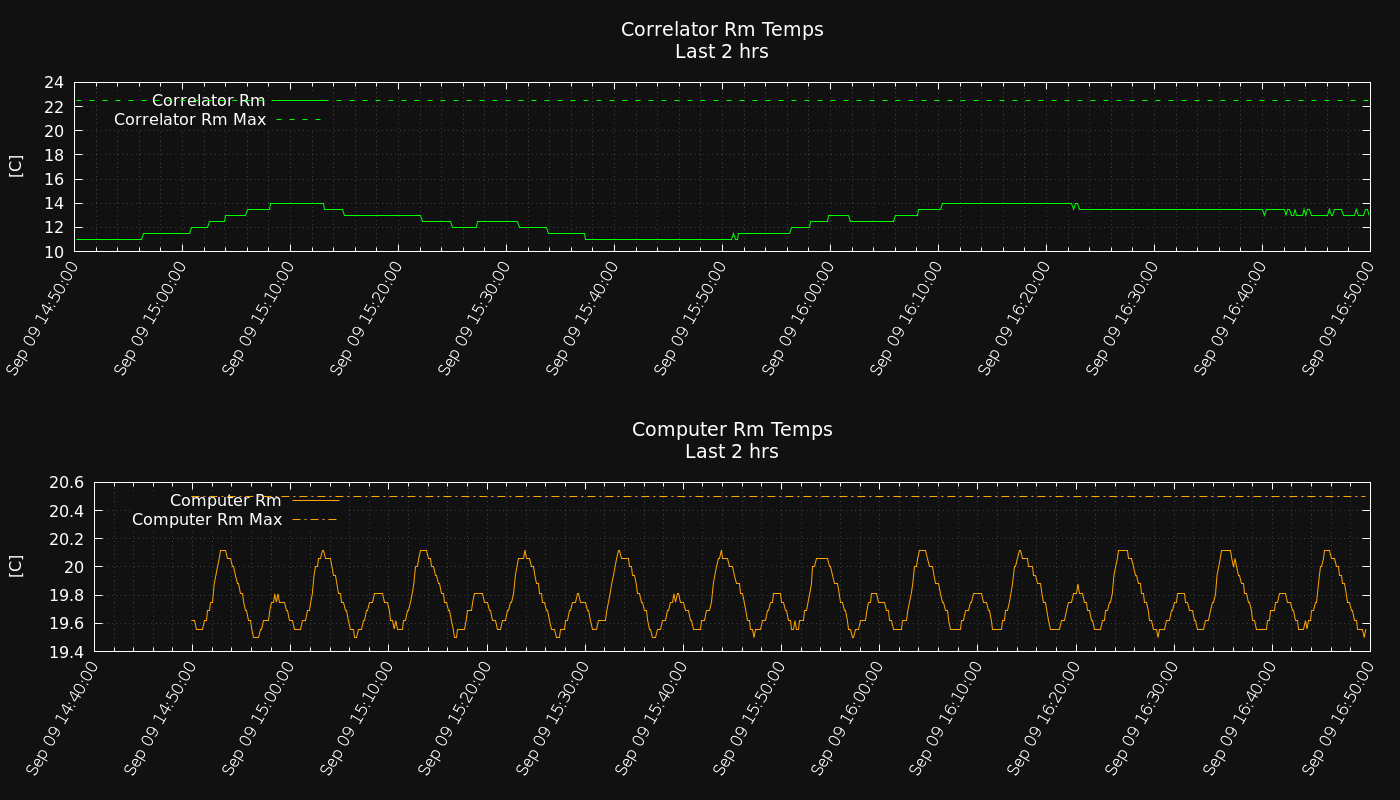 Correlator Rm Temps
Last 2 hrs
24
22
20
18
16
14
12
10
[C]
Correlator Rm
Correlator Rm Max
Sep 09 14:50:00
Sep 09 15:00:00
Sep 09 15:10:00
Sep 09 15:20:00
Sep 09 15:30:00
Sep 09 15:40:00
Sep 09 15:50:00
Sep 09 16:00:00
Sep 09 16:10:00
Sep 09 16:20:00
Sep 09 16:30:00
Sep 09 16:40:00
Sep 09 16:50:00
Computer Rm Temps
Last 2 hrs
20.6
20.4
20.2
20
19.8
19.6
19.4
[C]
Computer Rm
Computer Rm Max
Sep 09 14:40:00
Sep 09 14:50:00
Sep 09 15:00:00
Sep 09 15:10:00
Sep 09 15:20:00
Sep 09 15:30:00
Sep 09 15:40:00
Sep 09 15:50:00
Sep 09 16:00:00
Sep 09 16:10:00
Sep 09 16:20:00
Sep 09 16:30:00
Sep 09 16:40:00
Sep 09 16:50:00